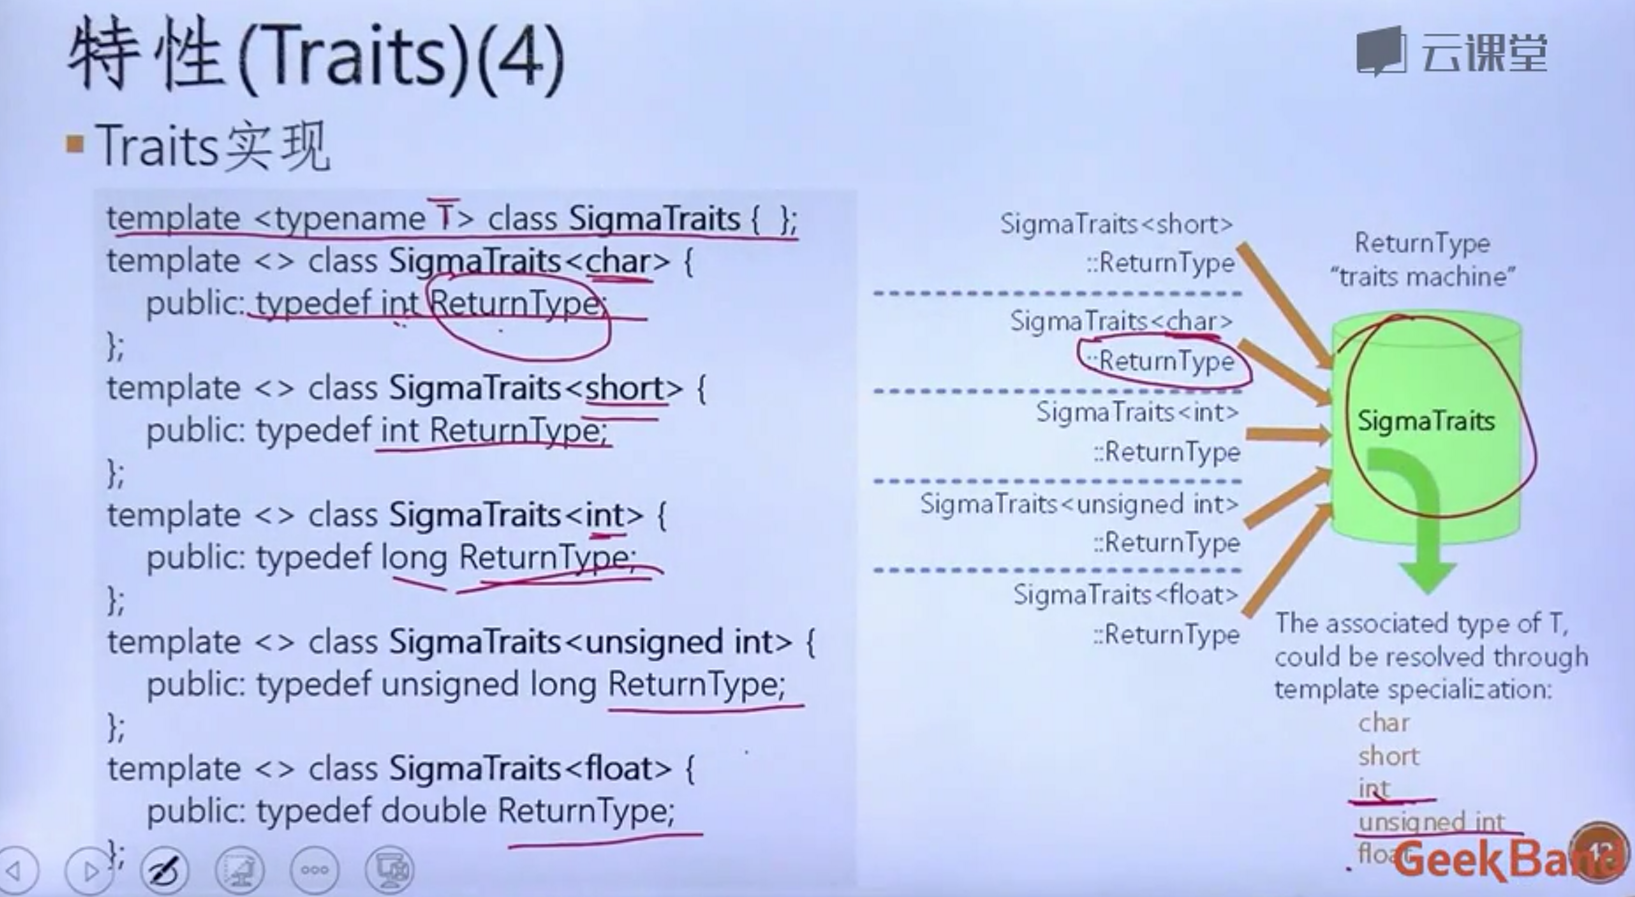 特性(Traits)(4)
云课堂
Traits实现
template <typename T> class SigmaTraits { };
template <> class SigmaTraits<char> {
public: typedef int ReturnType;
};
template <> class SigmaTraits<short> {
public: typedef int ReturnType;
};
template <> class SigmaTraits<int> {
public: typedef long ReturnType;
};
template <> class SigmaTraits<unsigned int> {
public: typedef unsigned long ReturnType;
};
template <> class SigmaTraits<float> {
public: typedef double ReturnType;
};
SigmaTraits<short>
::ReturnType
SigmaTraits<char>
::ReturnType
SigmaTraits<int>
::ReturnType
SigmaTraits<unsigned int>
::ReturnType
SigmaTraits<float>
::ReturnType
ReturnType
“traits machine”
SigmaTraits
The associated type of T,
could be resolved through
template specialization:
char
short
int
unsigned int
float
GeekBand